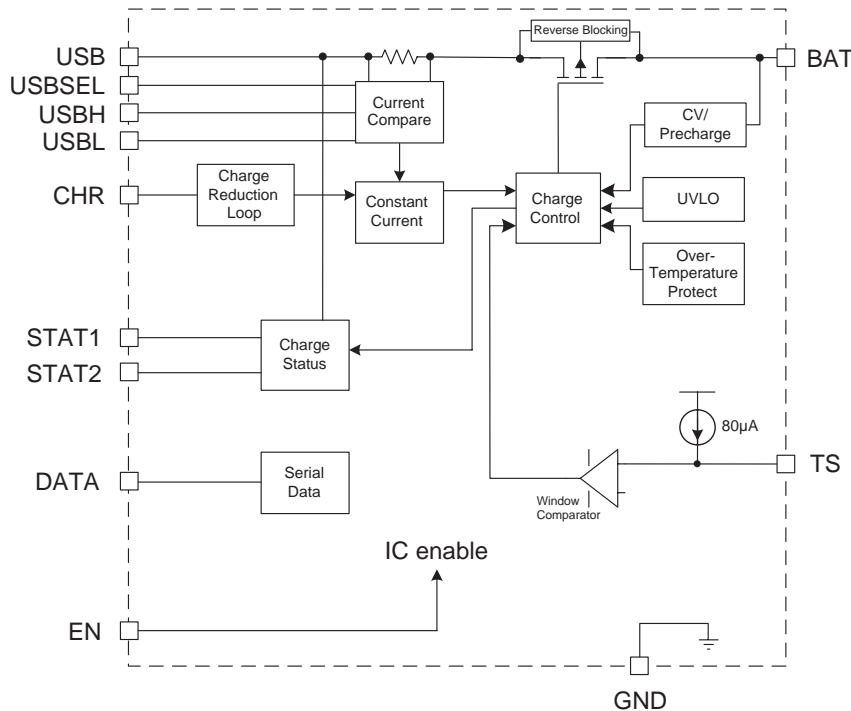 Reverse Blocking
USB
BAT
USBSEL
USBH
USBL
Current
Compare
CV/
Precharge
CHR
Charge
Reduction
Loop
Constant
Current
Charge
Control
UVLO
Over-
Temperature
Protect
STAT1
STAT2
Charge
Status
80µA
TS
DATA
Serial
Data
Window
Comparator
IC enable
EN
GND